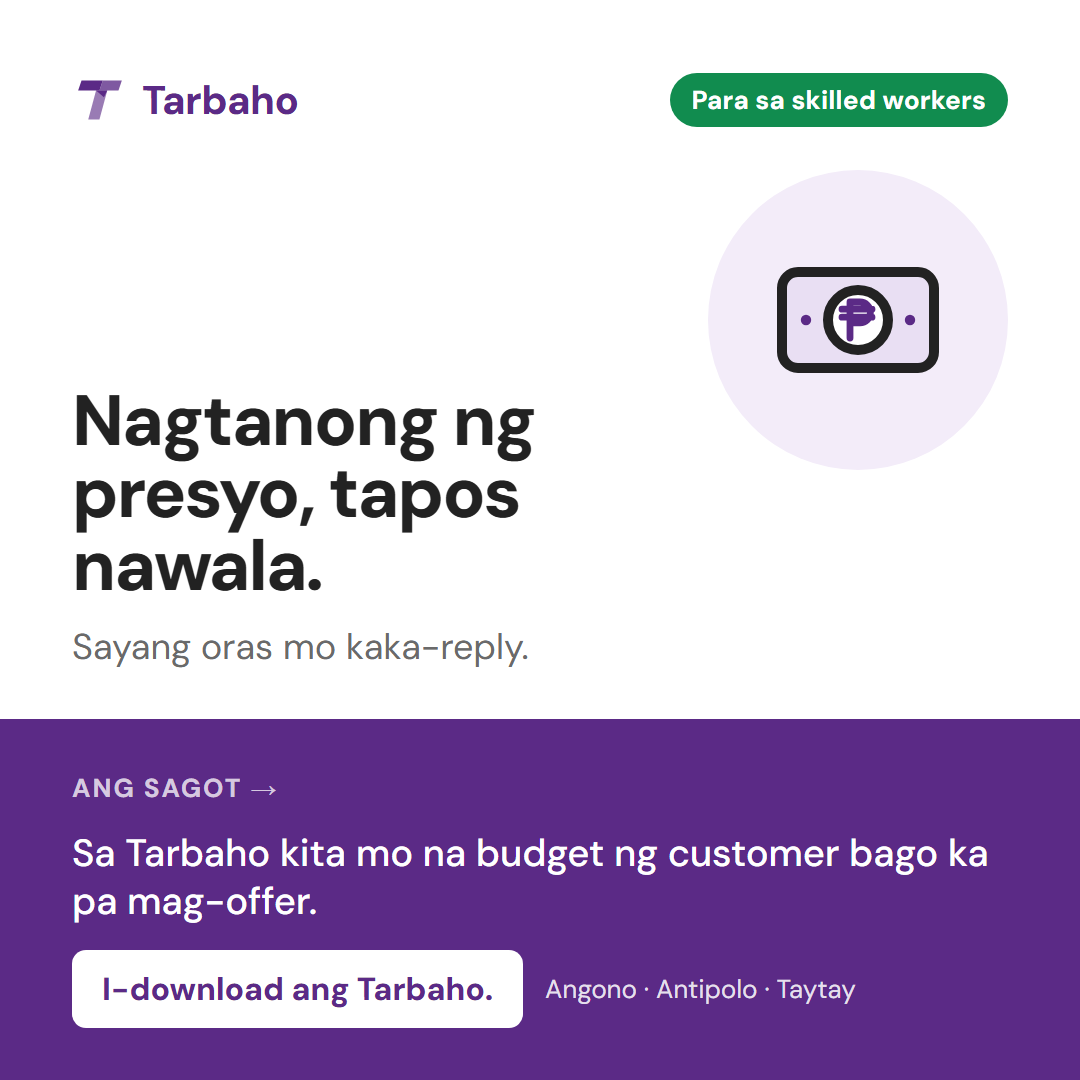 Tarbaho
Para sa skilled workers
₱
Nagtanong ng
presyo, tapos
nawala.
Sayang oras mo kaka-reply.
ANG SAGOT →
Sa Tarbaho kita mo na budget ng customer bago ka
pa mag-offer.
I-download ang Tarbaho.
Angono · Antipolo · Taytay